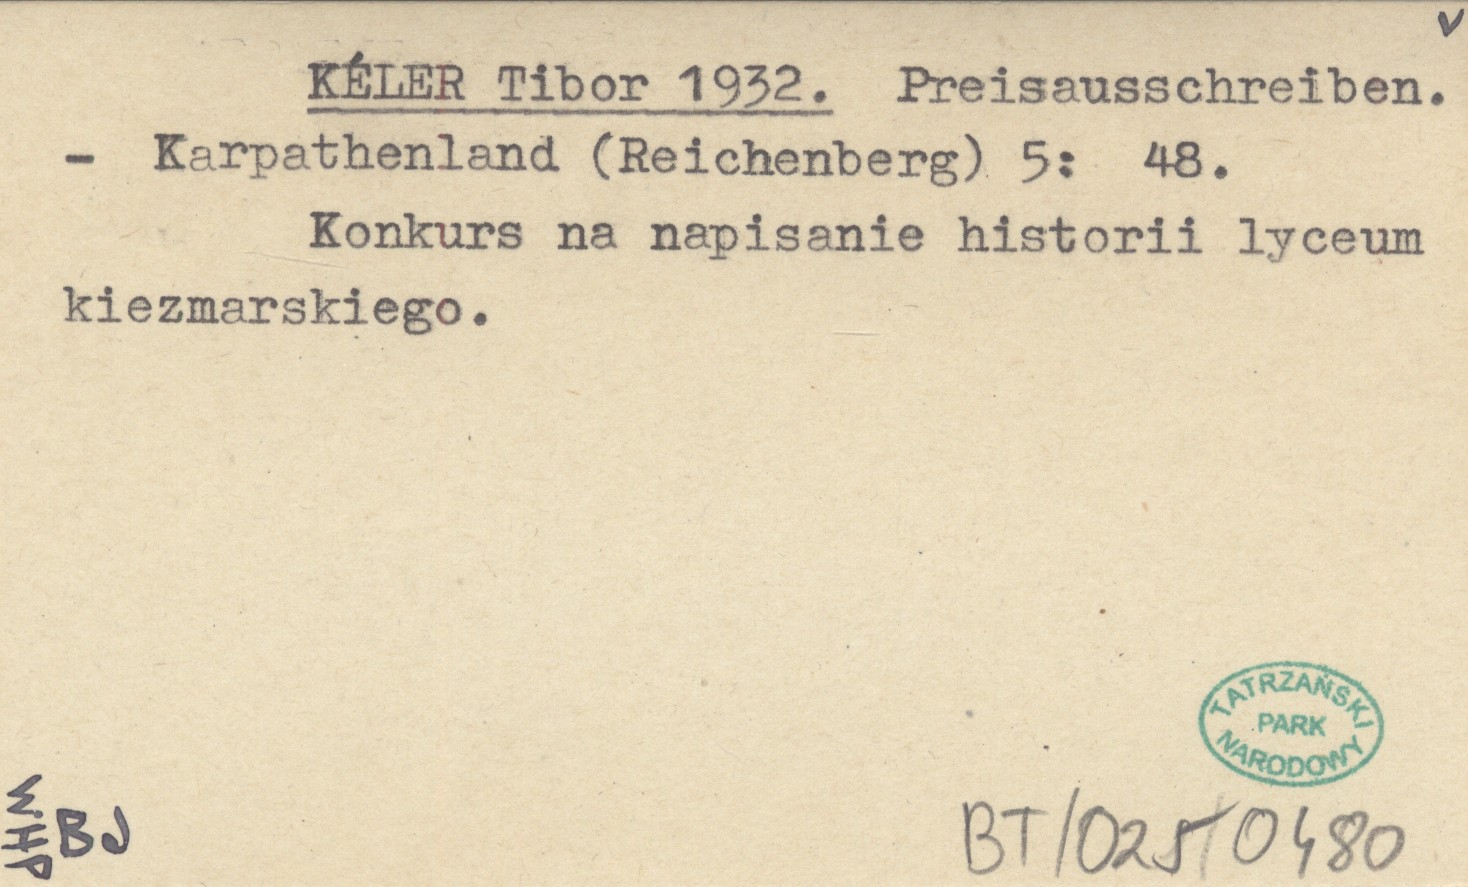 v
KÉLER Tibor 1932. Preisausschreiben.
- Karpathenland (Reichenberg) 5: 48.
Konkurs na napisanie historii lyceum
kiezmarskiego.
TATRZAŃSKI
PARK
NARODOWY
W.H.P
BJ
BT/025/0480